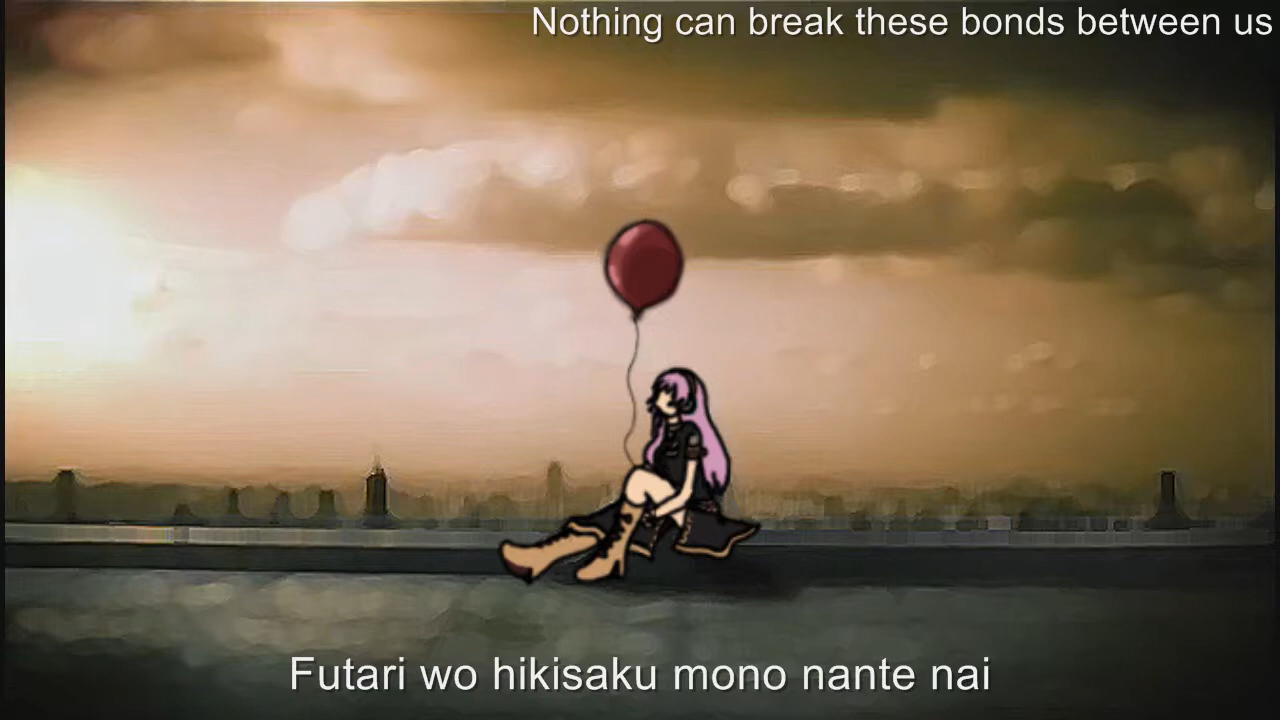 Nothing can break these bonds between us
Futari wo hikisaku mono nante nai